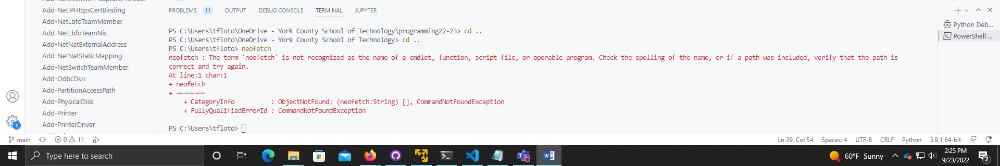 Add-NetEventWFPCaptureProvider
Add-NetIPHttpsCertBinding
Add-NetLbfoTeamMember
Add-NetLbfoTeamNic
Add-NetNatExternalAddress
Add-NetNatStaticMapping
Add-NetSwitchTeamMember
Add-OdbcDsn
Add-PartitionAccessPath
Add-PhysicalDisk
Add-Printer
Add-PrinterDriver
1
PROBLEMS 11 OUTPUT DEBUG CONSOLE TERMINAL JUPYTER
PS C:\Users\tfloto\OneDrive - York County School of Technology\programming22-23> cd ..
PS C:\Users\tfloto\OneDrive - York County School of Technology> cd ..
PS C:\Users\tfloto> neofetch
neofetch : The term 'neofetch' is not recognized as the name of a cmdlet, function, script file, or operable program. Check the spelling of the name, or if a path was included, verify that the path is
correct and try again.
At line:1 char:1
+ neofetch
+ ~~~~~~~~
    + CategoryInfo          : ObjectNotFound: (neofetch:String) [], CommandNotFoundException
    + FullyQualifiedErrorId : CommandNotFoundException
PS C:\Users\tfloto>
Python Deb...
PowerShell ...
main 0 11 Ln 39, Col 54 Spaces: 4 UTF-8 CRLF Python 3.9.1 64-bit
Type here to search
60°F Sunny
2:25 PM
9/23/2022
2